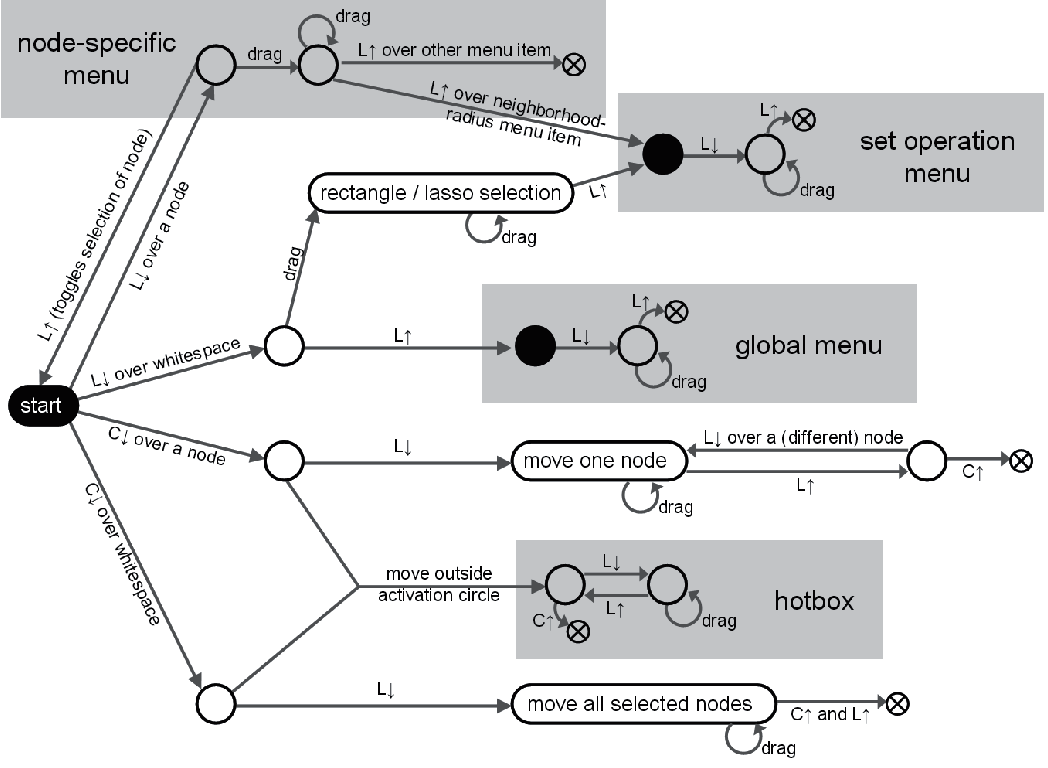 node-specific
menu
drag
drag
L↑ over other menu item
L↑ over neighborhood-
radius menu item
L↑ (toggles selection of node)
L↓ over a node
L↓
L↑
drag
set operation
menu
rectangle / lasso selection
L↑
drag
drag
L↓ over whitespace
L↑
L↓
L↑
drag
global menu
start
C↓ over a node
L↓
move one node
drag
L↓ over a (different) node
L↑
C↑
C↓ over whitespace
move outside
activation circle
L↓
L↑
C↑
drag
hotbox
L↓
move all selected nodes
drag
C↑ and L↑